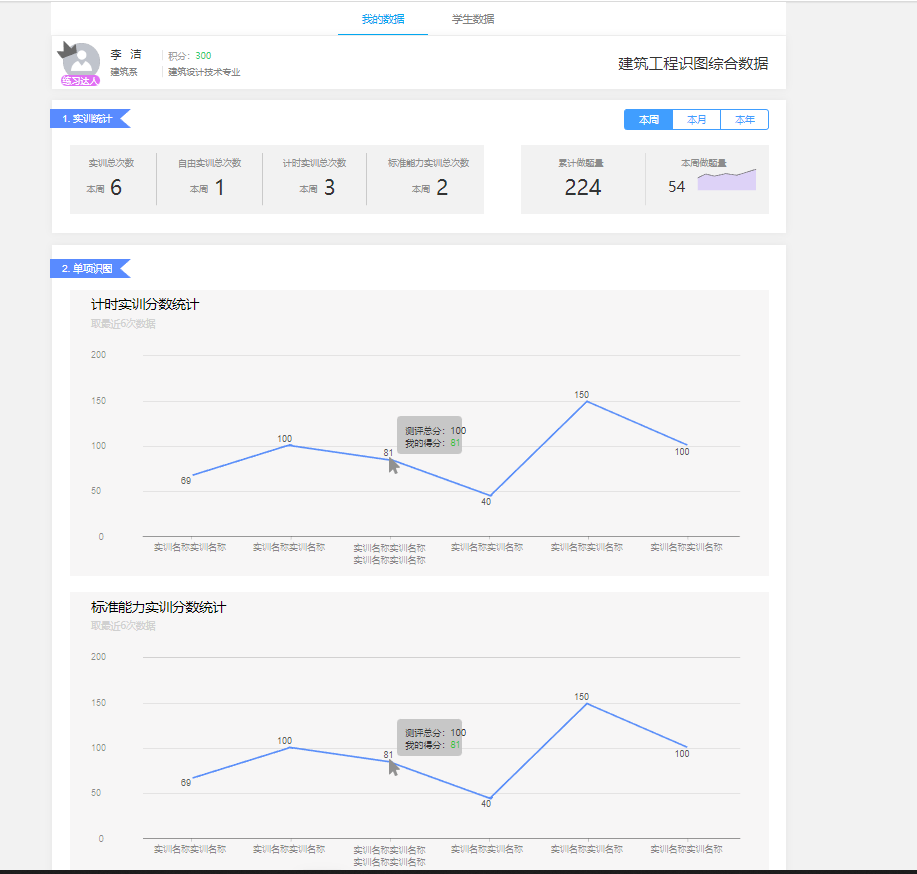 我的数据 学生数据
李 洁 积分：300
建筑系 建筑设计技术专业
练习达人
建筑工程识图综合数据
1. 实训统计
本周 本月 本年
实训总次数 自由实训总次数 计时实训总次数 标准能力实训总次数 累计做题量 本周做题量
本周 6 本周 1 本周 3 本周 2 224 54
2. 单项识图
计时实训分数统计
取最近6次数据
200
150
100
50
0
69
100
81
40
150
100
测评总分：100
我的得分：81
实训名称实训名称 实训名称实训名称 实训名称实训名称 实训名称实训名称 实训名称实训名称 实训名称实训名称
实训名称实训名称
标准能力实训分数统计
取最近6次数据
200
150
100
50
0
69
100
81
40
150
100
测评总分：100
我的得分：81
实训名称实训名称 实训名称实训名称 实训名称实训名称 实训名称实训名称 实训名称实训名称 实训名称实训名称
实训名称实训名称